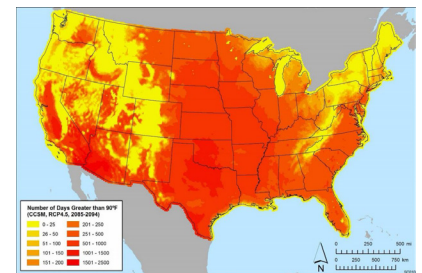 Number of Days Greater than 90°F
(CCSM, RCP4.5, 2085-2094)
0 - 25
26 - 50
51 - 100
101 - 150
151 - 200
201 - 250
251 - 500
501 - 1000
1001 - 1500
1501 - 2500
N
0 250 500 mi
0 250 500 750 km